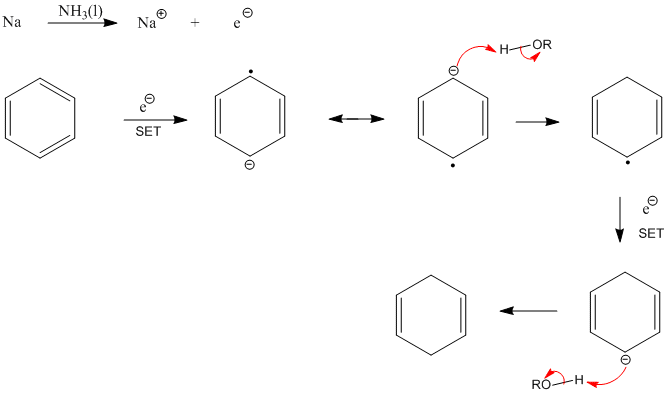 Na NH3(l) Na⊕ + e⊖
H OR
⊖
e⊖
SET
⊖
e⊖
SET
⊖
RO H